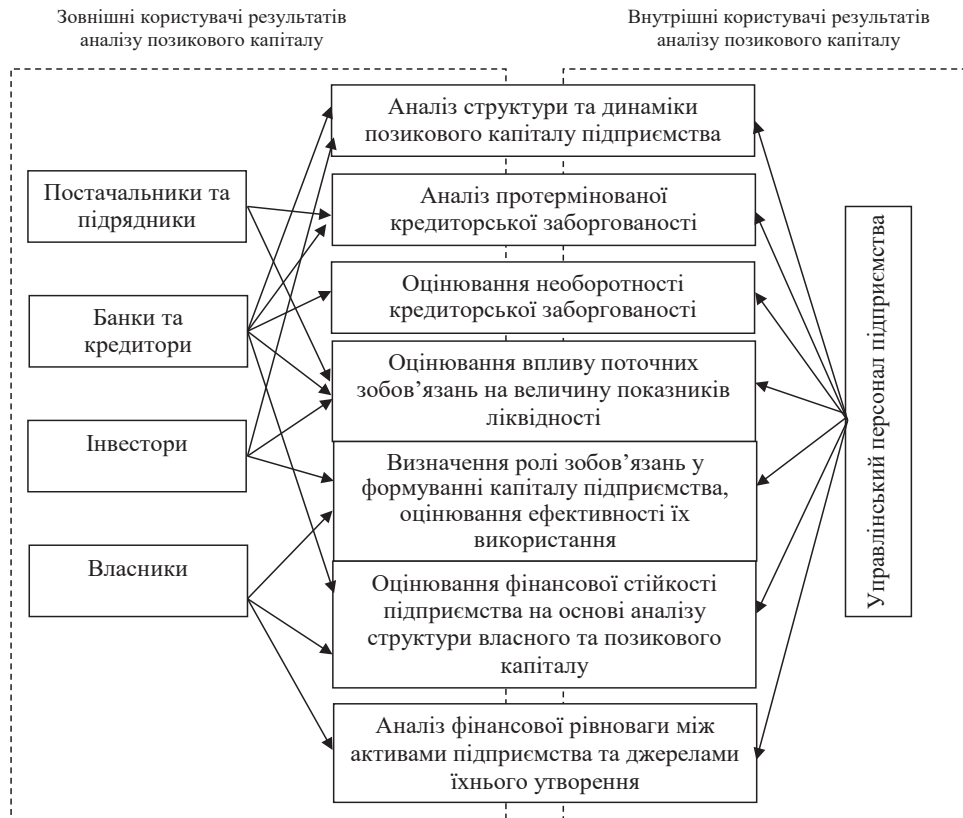 Зовнішні користувачі результатів
аналізу позикового капіталу
Внутрішні користувачі результатів
аналізу позикового капіталу
Постачальники та
підрядники
Банки та
кредитори
Інвестори
Власники
Аналіз структури та динаміки
позикового капіталу підприємства
Аналіз протермінованої
кредиторської заборгованості
Оцінювання необоротності
кредиторської заборгованості
Оцінювання впливу поточних
зобов’язань на величину показників
ліквідності
Визначення ролі зобов’язань у
формуванні капіталу підприємства,
оцінювання ефективності їх
використання
Оцінювання фінансової стійкості
підприємства на основі аналізу
структури власного та позикового
капіталу
Аналіз фінансової рівноваги між
активами підприємства та джерелами
їхнього утворення
Управлінський персонал підприємства